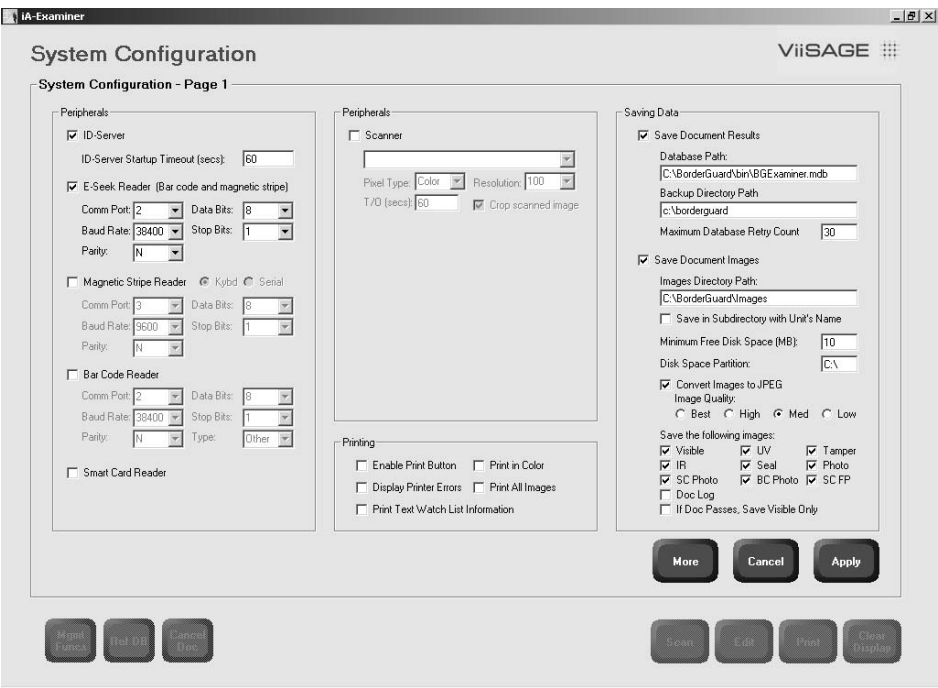 iA-Examiner
System Configuration
ViiSAGE
System Configuration - Page 1
Peripherals
ID-Server
ID-Server Startup Timeout (secs): 60
E-Seek Reader (Bar code and magnetic stripe)
Comm Port: 2 Data Bits: 8
Baud Rate: 38400 Stop Bits: 1
Parity: N
Magnetic Stripe Reader Kybd Serial
Comm Port: 3 Data Bits: 8
Baud Rate: 9600 Stop Bits: 1
Parity: N
Bar Code Reader
Comm Port: 2 Data Bits: 8
Baud Rate: 38400 Stop Bits: 1
Parity: N Type: Other
Smart Card Reader
Peripherals
Scanner
Pixel Type: Color Resolution: 100
T/O (secs): 60 Crop scanned image
Printing
Enable Print Button Print in Color
Display Printer Errors Print All Images
Print Text Watch List Information
Saving Data
Save Document Results
Database Path:
C:\BorderGuard\bin\BGExaminer.mdb
Backup Directory Path
c:\borderguard
Maximum Database Retry Count 30
Save Document Images
Images Directory Path:
C:\BorderGuard\Images
Save in Subdirectory with Unit's Name
Minimum Free Disk Space (MB): 10
Disk Space Partition: C:\
Convert Images to JPEG
Image Quality:
Best High Med Low
Save the following images:
Visible UV Tamper
IR Seal Photo
SC Photo BC Photo SC FP
Doc Log
If Doc Passes, Save Visible Only
More Cancel Apply
Mgmt Funcs
Rol DB
Cancel Doc
Scan
Edit
Print
Clear Display